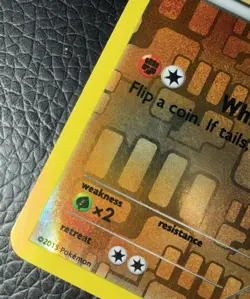 Wh
Flip a coin. If tails,
weakness
×2
resistance
retreat
©2015 Pokémon